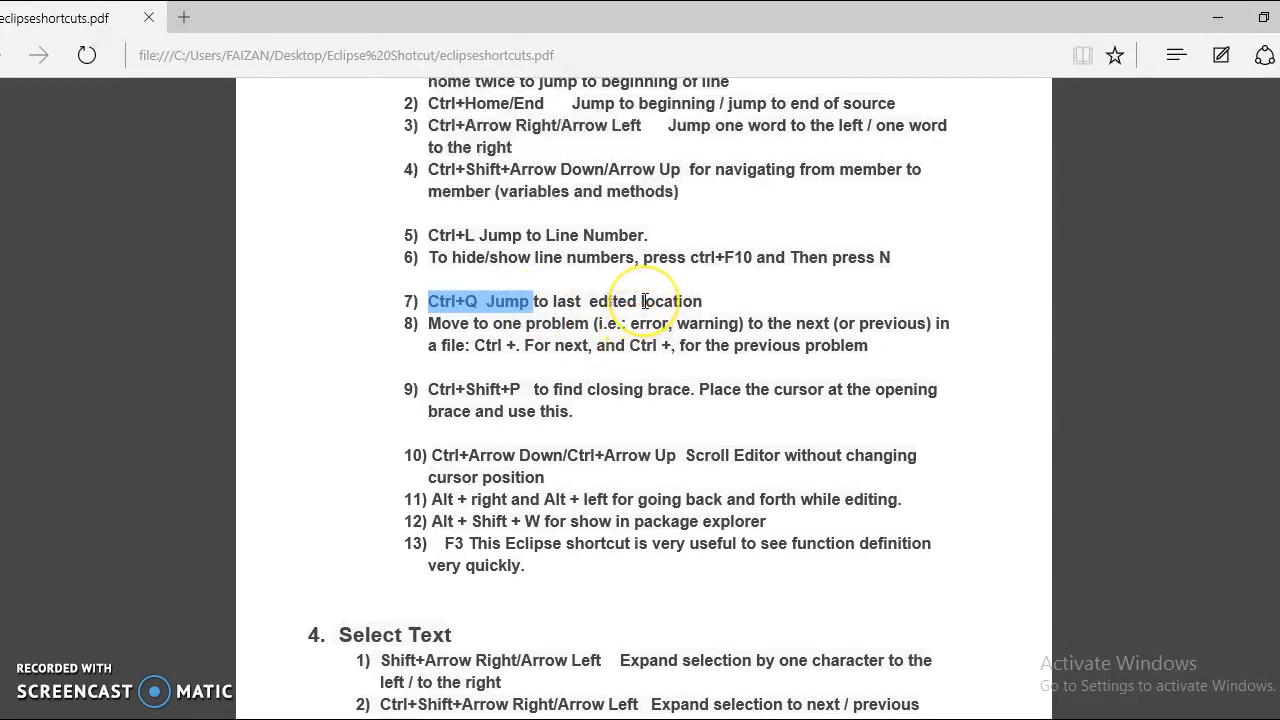 eclipseshortcuts.pdf
file:///C:/Users/FAIZAN/Desktop/Eclipse%20Shotcut/eclipseshortcuts.pdf
home twice to jump to beginning of line
2) Ctrl+Home/End Jump to beginning / jump to end of source
3) Ctrl+Arrow Right/Arrow Left Jump one word to the left / one word
to the right
4) Ctrl+Shift+Arrow Down/Arrow Up for navigating from member to
member (variables and methods)
5) Ctrl+L Jump to Line Number.
6) To hide/show line numbers, press ctrl+F10 and Then press N
7) Ctrl+Q Jump to last edited location
8) Move to one problem (i.e.: error, warning) to the next (or previous) in
a file: Ctrl +. For next, and Ctrl +, for the previous problem
9) Ctrl+Shift+P to find closing brace. Place the cursor at the opening
brace and use this.
10) Ctrl+Arrow Down/Ctrl+Arrow Up Scroll Editor without changing
cursor position
11) Alt + right and Alt + left for going back and forth while editing.
12) Alt + Shift + W for show in package explorer
13) F3 This Eclipse shortcut is very useful to see function definition
very quickly.
4. Select Text
1) Shift+Arrow Right/Arrow Left Expand selection by one character to the
left / to the right
2) Ctrl+Shift+Arrow Right/Arrow Left Expand selection to next / previous
RECORDED WITH
SCREENCAST MATIC
Activate Windows
Go to Settings to activate Windows.